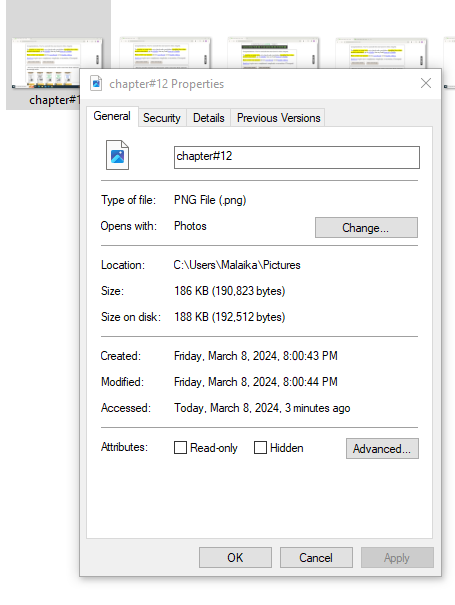 chapter#1
chapter#12 Properties
General Security Details Previous Versions
chapter#12
Type of file: PNG File (.png)
Opens with: Photos Change...
Location: C:\Users\Malaika\Pictures
Size: 186 KB (190,823 bytes)
Size on disk: 188 KB (192,512 bytes)
Created: Friday, March 8, 2024, 8:00:43 PM
Modified: Friday, March 8, 2024, 8:00:44 PM
Accessed: Today, March 8, 2024, 3 minutes ago
Attributes: Read-only Hidden Advanced...
OK Cancel Apply